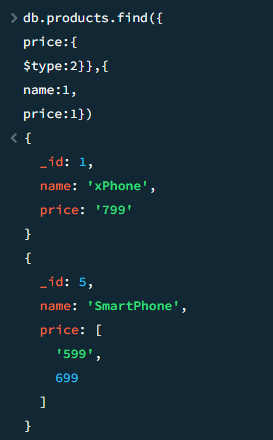 > db.products.find({
price:{
$type:2}},{
name:1,
price:1})
< {
_id: 1,
name: 'xPhone',
price: '799'
}
{
_id: 5,
name: 'SmartPhone',
price: [
'599',
699
]
}